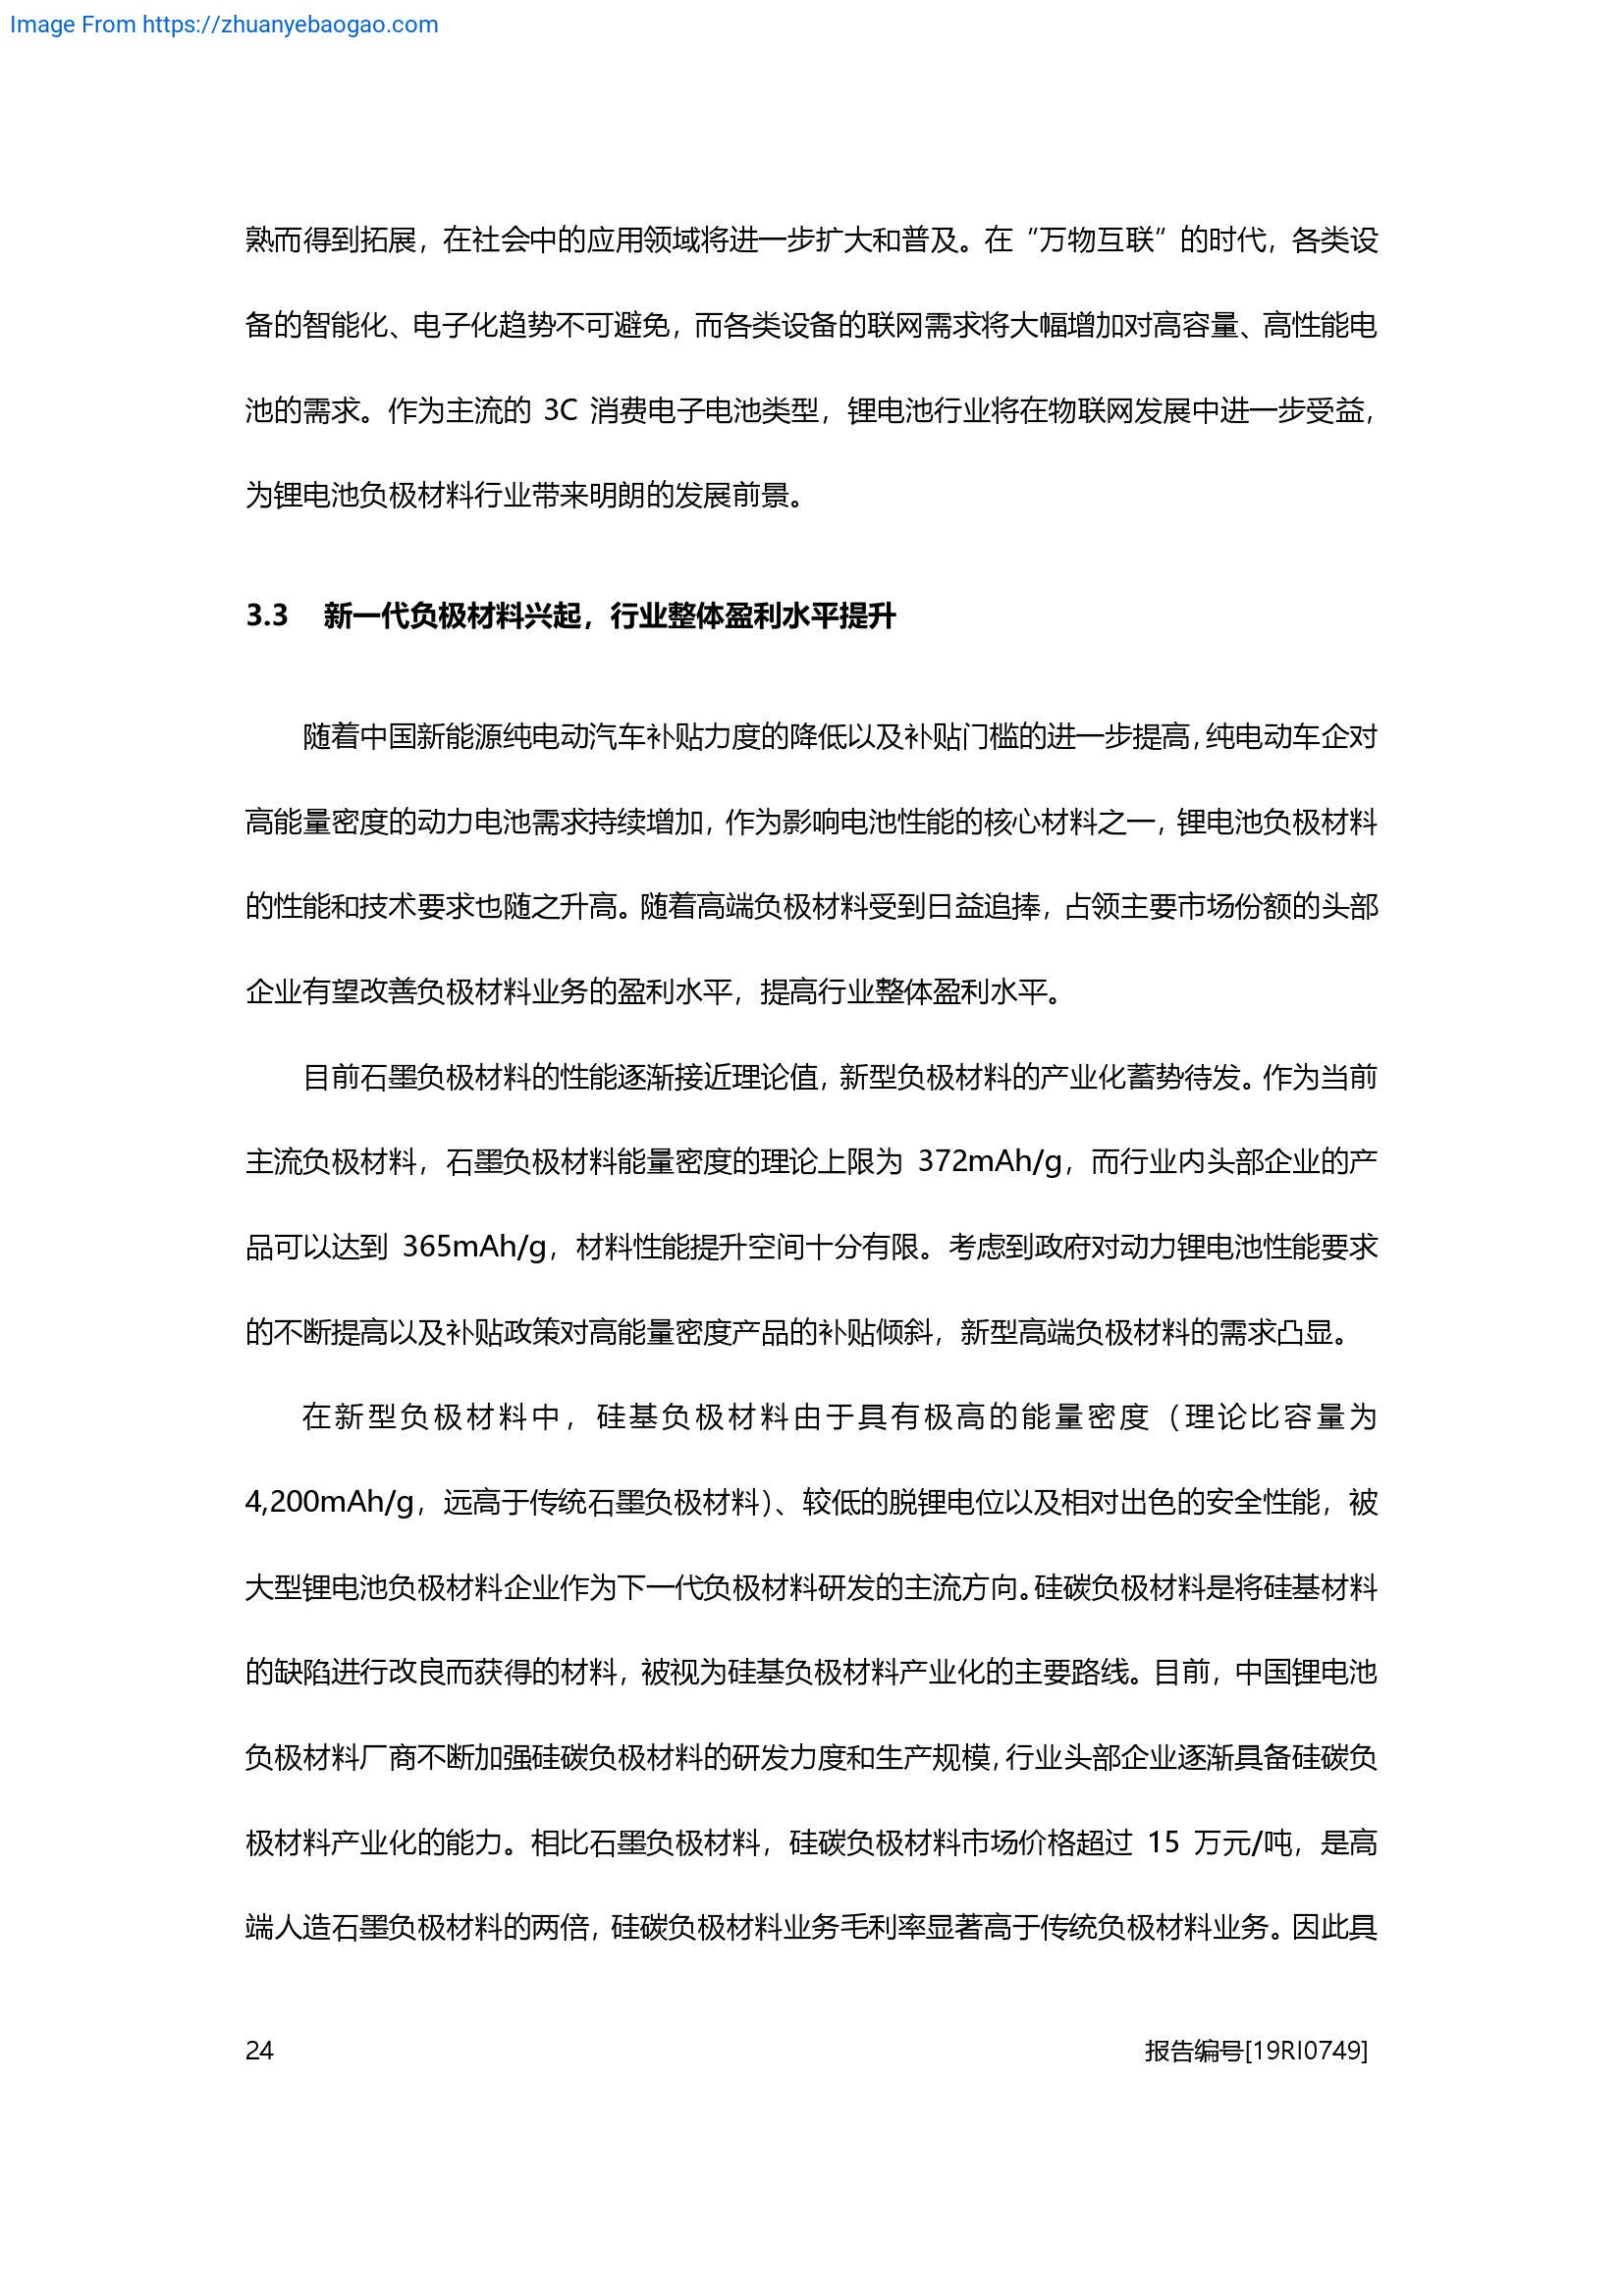 Image From https://zhuanyebaogao.com
熟而得到拓展，在社会中的应用领域将进一步扩大和普及。在“万物互联”的时代，各类设
备的智能化、电子化趋势不可避免，而各类设备的联网需求将大幅增加对高容量、高性能电
池的需求。作为主流的 3C 消费电子电池类型，锂电池行业将在物联网发展中进一步受益，
为锂电池负极材料行业带来明朗的发展前景。
3.3 新一代负极材料兴起，行业整体盈利水平提升
随着中国新能源纯电动汽车补贴力度的降低以及补贴门槛的进一步提高，纯电动车企对
高能量密度的动力电池需求持续增加，作为影响电池性能的核心材料之一，锂电池负极材料
的性能和技术要求也随之升高。随着高端负极材料受到日益追捧，占领主要市场份额的头部
企业有望改善负极材料业务的盈利水平，提高行业整体盈利水平。
目前石墨负极材料的性能逐渐接近理论值，新型负极材料的产业化蓄势待发。作为当前
主流负极材料，石墨负极材料能量密度的理论上限为 372mAh/g，而行业内头部企业的产
品可以达到 365mAh/g，材料性能提升空间十分有限。考虑到政府对动力锂电池性能要求
的不断提高以及补贴政策对高能量密度产品的补贴倾斜，新型高端负极材料的需求凸显。
在新型负极材料中，硅基负极材料由于具有极高的能量密度（理论比容量为
4,200mAh/g，远高于传统石墨负极材料）、较低的脱锂电位以及相对出色的安全性能，被
大型锂电池负极材料企业作为下一代负极材料研发的主流方向。硅碳负极材料是将硅基材料
的缺陷进行改良而获得的材料，被视为硅基负极材料产业化的主要路线。目前，中国锂电池
负极材料厂商不断加强硅碳负极材料的研发力度和生产规模，行业头部企业逐渐具备硅碳负
极材料产业化的能力。相比石墨负极材料，硅碳负极材料市场价格超过 15 万元/吨，是高
端人造石墨负极材料的两倍，硅碳负极材料业务毛利率显著高于传统负极材料业务。因此具
24 报告编号[19RI0749]